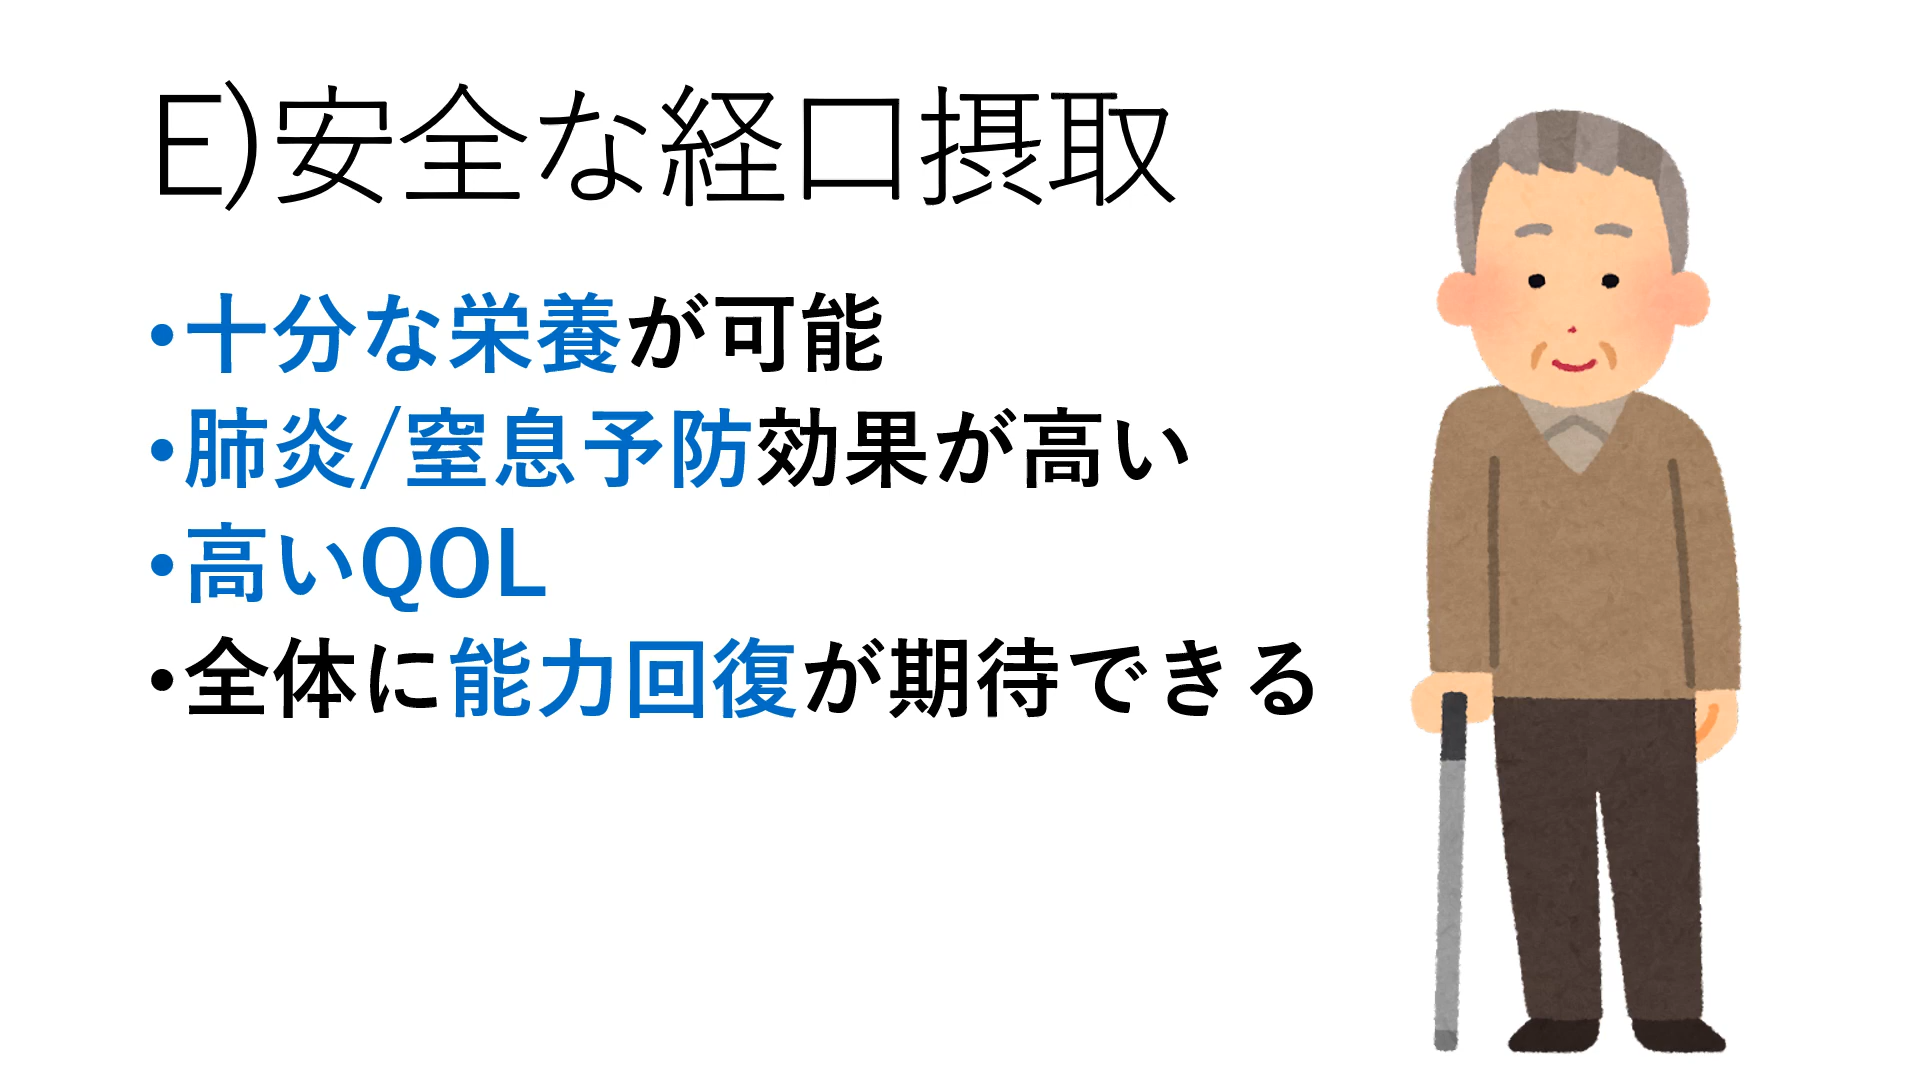 E)安全な経口摂取
•十分な栄養が可能
•肺炎/窒息予防効果が高い
•高いQOL
•全体に能力回復が期待できる